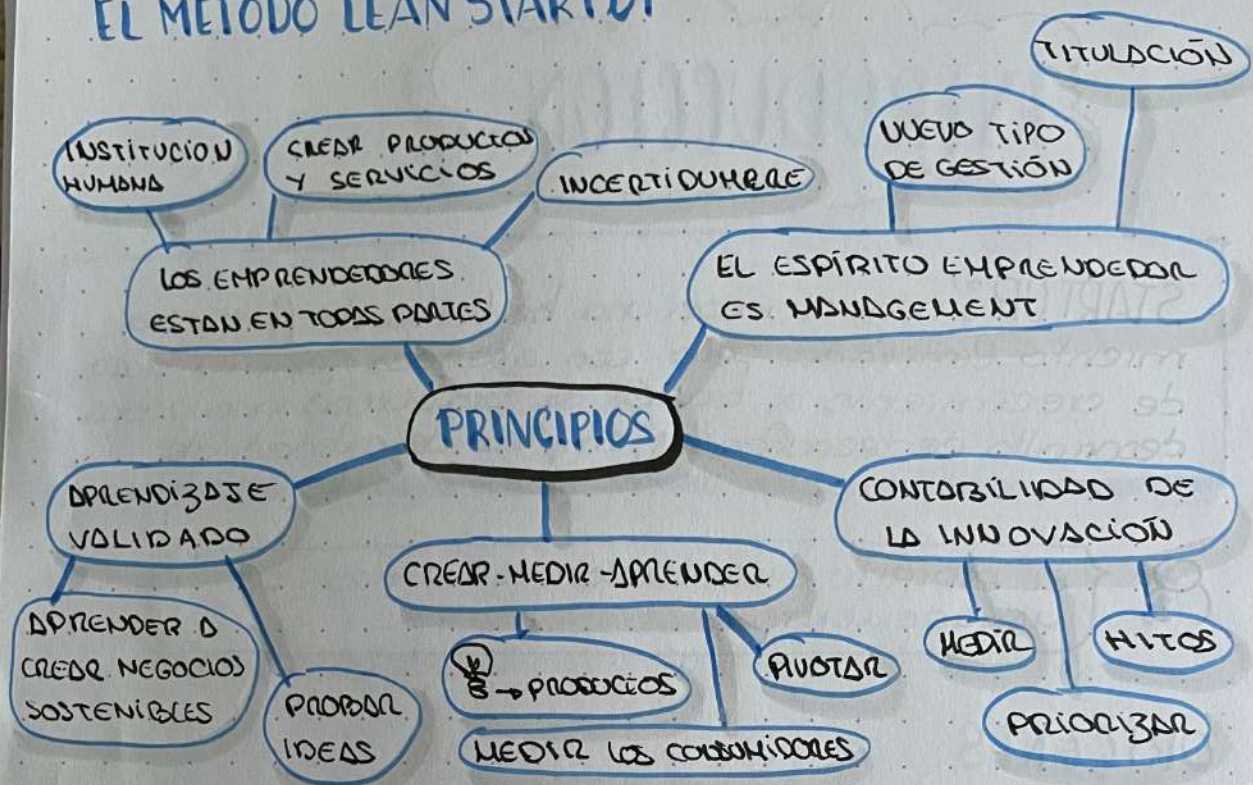 EL METODO LEAN STARTUP
TITULACIÓN
NUEVO TIPO
DE GESTIÓN
INSTITUCION
HUMANA
CREAR PRODUCTOS
Y SERVICIOS
INCERTIDUMBRE
LOS EMPRENDEDORES
ESTAN EN TODAS PARTES
EL ESPÍRITO EMPRENDEDOR
ES MANAGEMENT
PRINCIPIOS
APRENDIZAJE
VALIDADO
APRENDER A
CREAR NEGOCIOS
SOSTENIBLES
PROBAR
IDEAS
CREAR-MEDIR-APRENDER
→ PRODUCTOS
PIVOTAR
MEDIR LOS CONSUMIDORES
CONTABILIDAD DE
LA INNOVACIÓN
MEDIR
HITOS
PRIORIZAR